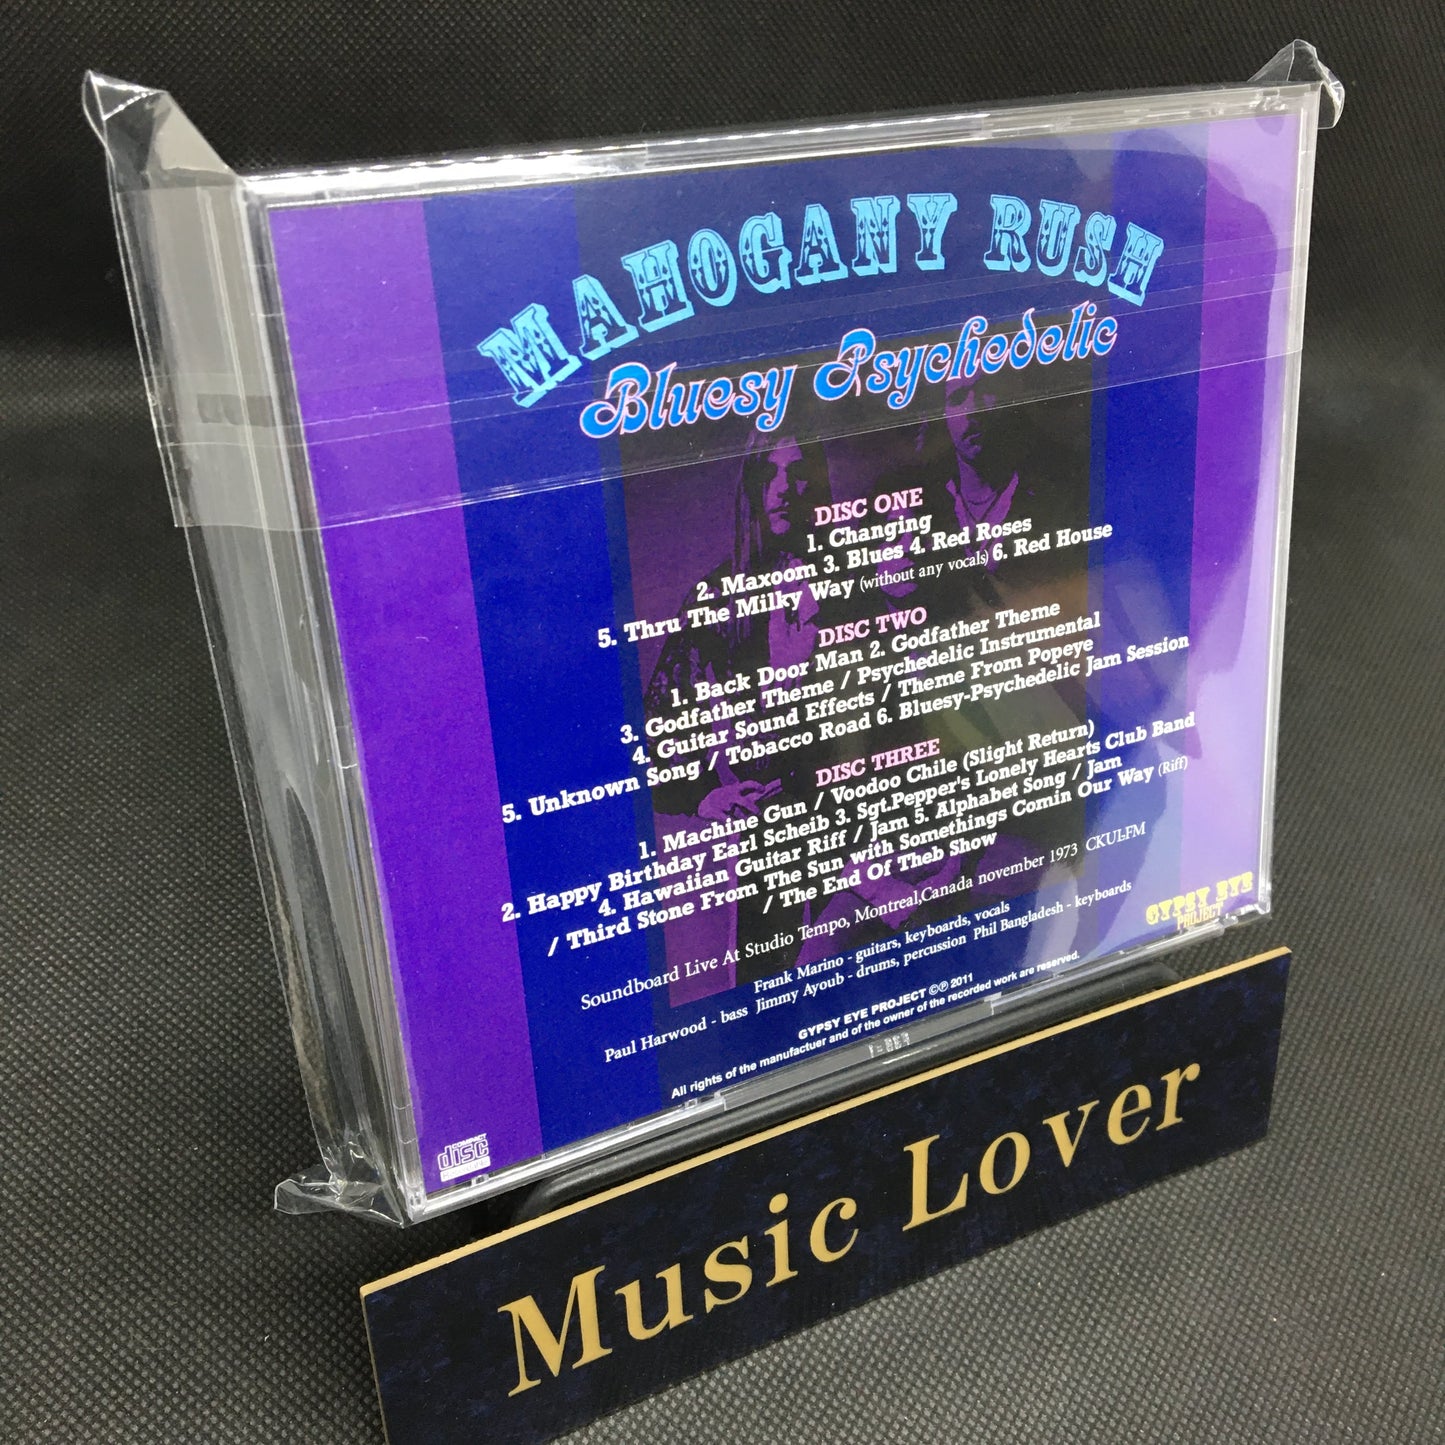 MAHOGANY RUSH
Bluesy Psychedelic
DISC ONE
1. Changing
2. Maxoom 3. Blues 4. Red Roses
5. Thru The Milky Way (without any vocals) 6. Red House
DISC TWO
1. Back Door Man 2. Godfather Theme
3. Godfather Theme / Psychedelic Instrumental
4. Guitar Sound Effects / Theme From Popeye
5. Unknown Song / Tobacco Road 6. Bluesy-Psychedelic Jam Session
DISC THREE
1. Machine Gun / Voodoo Chile (Slight Return)
2. Happy Birthday Earl Scheib 3. Sgt.Pepper's Lonely Hearts Club Band
4. Hawaiian Guitar Riff / Jam 5. Alphabet Song / Jam
/ Third Stone From The Sun with Somethings Comin Our Way (Riff)
/ The End Of Theb Show
Soundboard Live At Studio Tempo, Montreal,Canada november 1973 CKUI-FM
Frank Marino - guitars, keyboards, vocals
Paul Harwood - bass Jimmy Ayoub - drums, percussion Phil Bangladesh - keyboards
GYPSY EYE PROJECT ©℗ 2011
All rights of the manufactuer and of the owner of the recorded work are reserved.
GYPSY EYE
PROJECT
COMPACT
disc
Music Lover